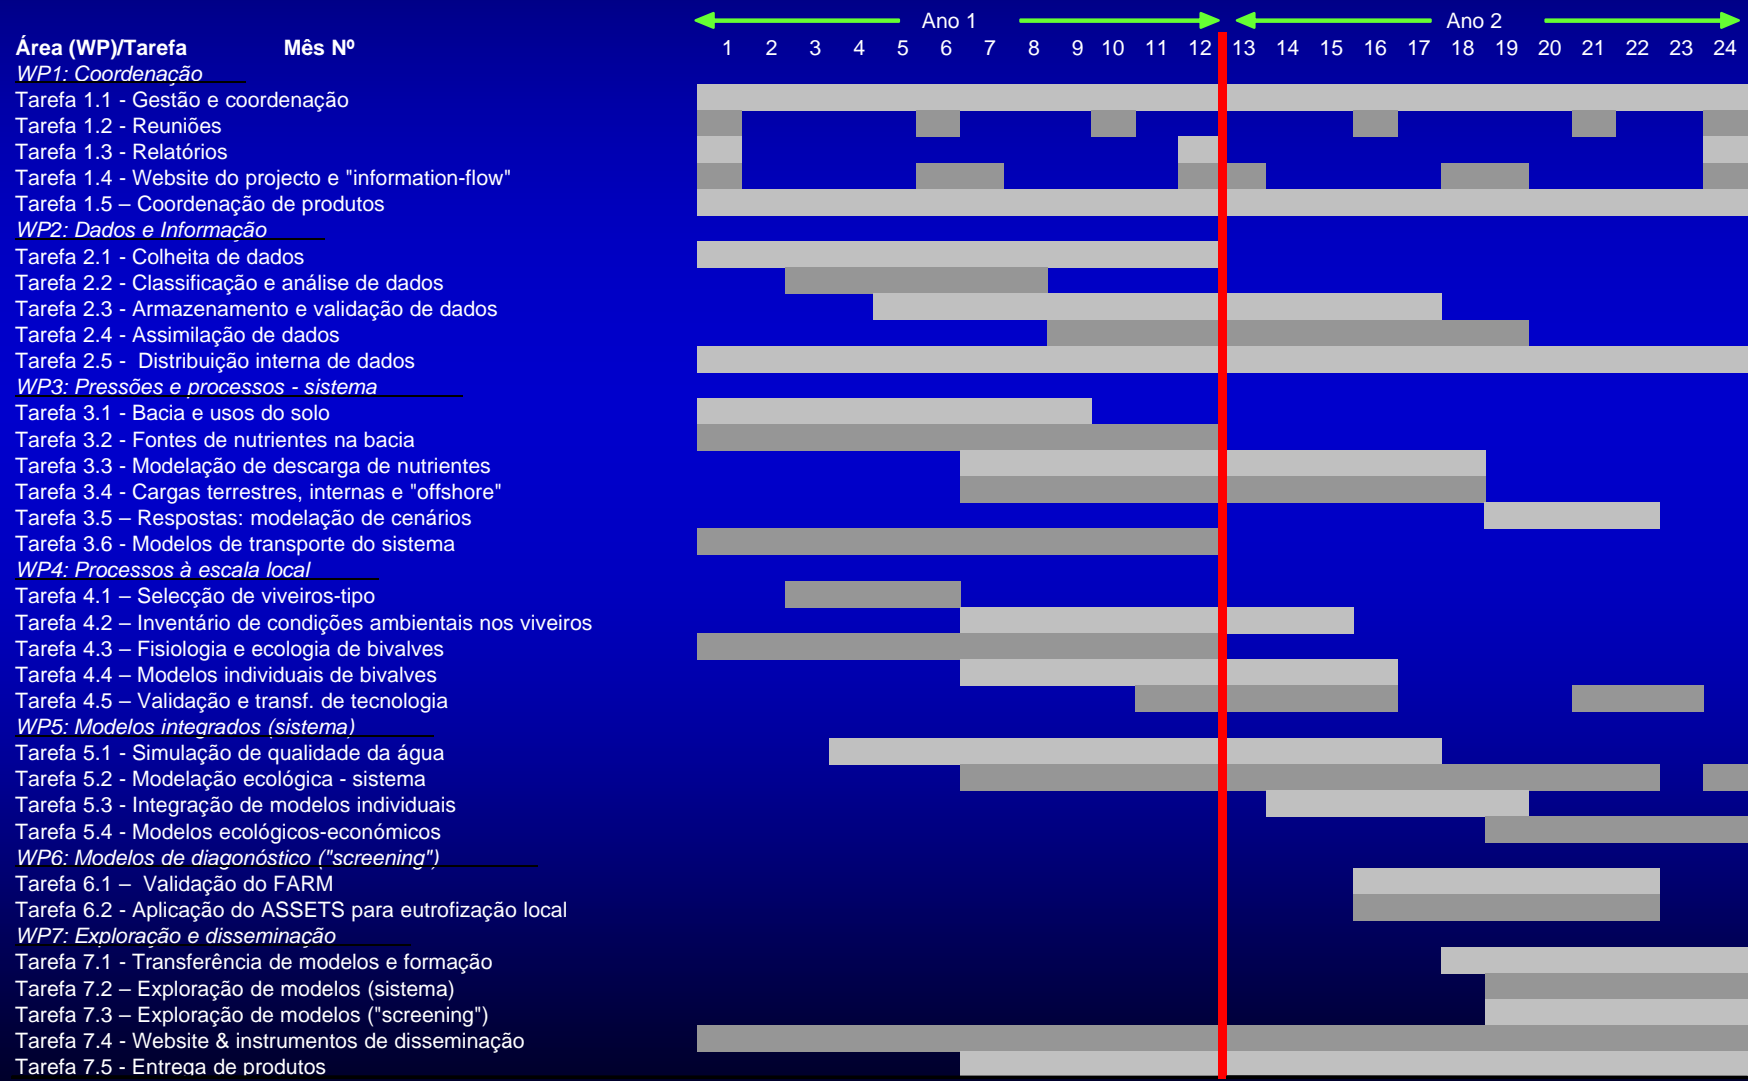 Ano 1 Ano 2
Área (WP)/Tarefa Mês Nº 1 2 3 4 5 6 7 8 9 10 11 12 13 14 15 16 17 18 19 20 21 22 23 24
WP1: Coordenação
Tarefa 1.1 - Gestão e coordenação
Tarefa 1.2 - Reuniões
Tarefa 1.3 - Relatórios
Tarefa 1.4 - Website do projecto e "information-flow"
Tarefa 1.5 – Coordenação de produtos
WP2: Dados e Informação
Tarefa 2.1 - Colheita de dados
Tarefa 2.2 - Classificação e análise de dados
Tarefa 2.3 - Armazenamento e validação de dados
Tarefa 2.4 - Assimilação de dados
Tarefa 2.5 - Distribuição interna de dados
WP3: Pressões e processos - sistema
Tarefa 3.1 - Bacia e usos do solo
Tarefa 3.2 - Fontes de nutrientes na bacia
Tarefa 3.3 - Modelação de descarga de nutrientes
Tarefa 3.4 - Cargas terrestres, internas e "offshore"
Tarefa 3.5 – Respostas: modelação de cenários
Tarefa 3.6 - Modelos de transporte do sistema
WP4: Processos à escala local
Tarefa 4.1 – Selecção de viveiros-tipo
Tarefa 4.2 – Inventário de condições ambientais nos viveiros
Tarefa 4.3 – Fisiologia e ecologia de bivalves
Tarefa 4.4 – Modelos individuais de bivalves
Tarefa 4.5 – Validação e transf. de tecnologia
WP5: Modelos integrados (sistema)
Tarefa 5.1 - Simulação de qualidade da água
Tarefa 5.2 - Modelação ecológica - sistema
Tarefa 5.3 - Integração de modelos individuais
Tarefa 5.4 - Modelos ecológicos-económicos
WP6: Modelos de diagonóstico ("screening")
Tarefa 6.1 – Validação do FARM
Tarefa 6.2 - Aplicação do ASSETS para eutrofização local
WP7: Exploração e disseminação
Tarefa 7.1 - Transferência de modelos e formação
Tarefa 7.2 – Exploração de modelos (sistema)
Tarefa 7.3 – Exploração de modelos ("screening")
Tarefa 7.4 - Website & instrumentos de disseminação
Tarefa 7.5 - Entrega de produtos